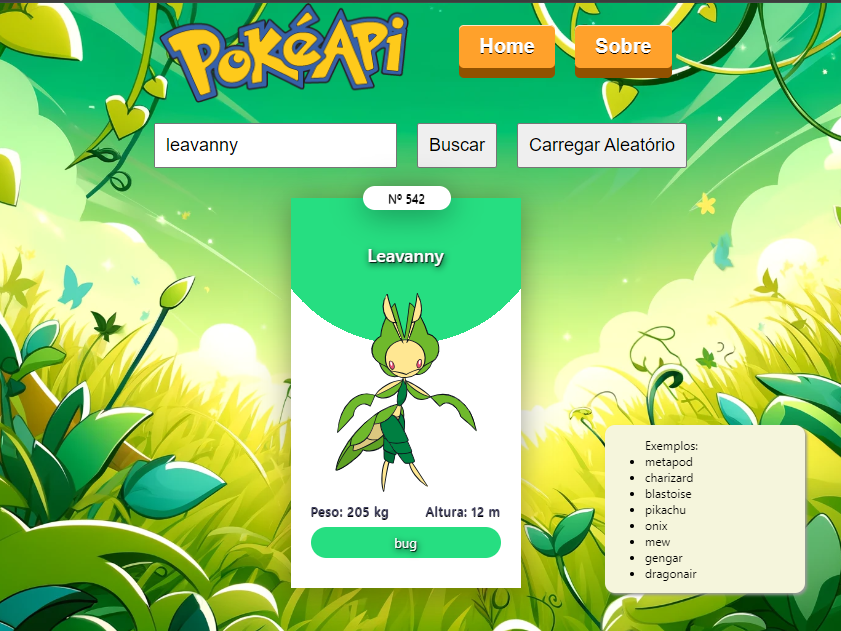 PokéApi
Home
Sobre
leavanny
Buscar
Carregar Aleatório
Nº 542
Leavanny
Peso: 205 kg
Altura: 12 m
bug
Exemplos:
metapod
charizard
blastoise
pikachu
onix
mew
gengar
dragonair